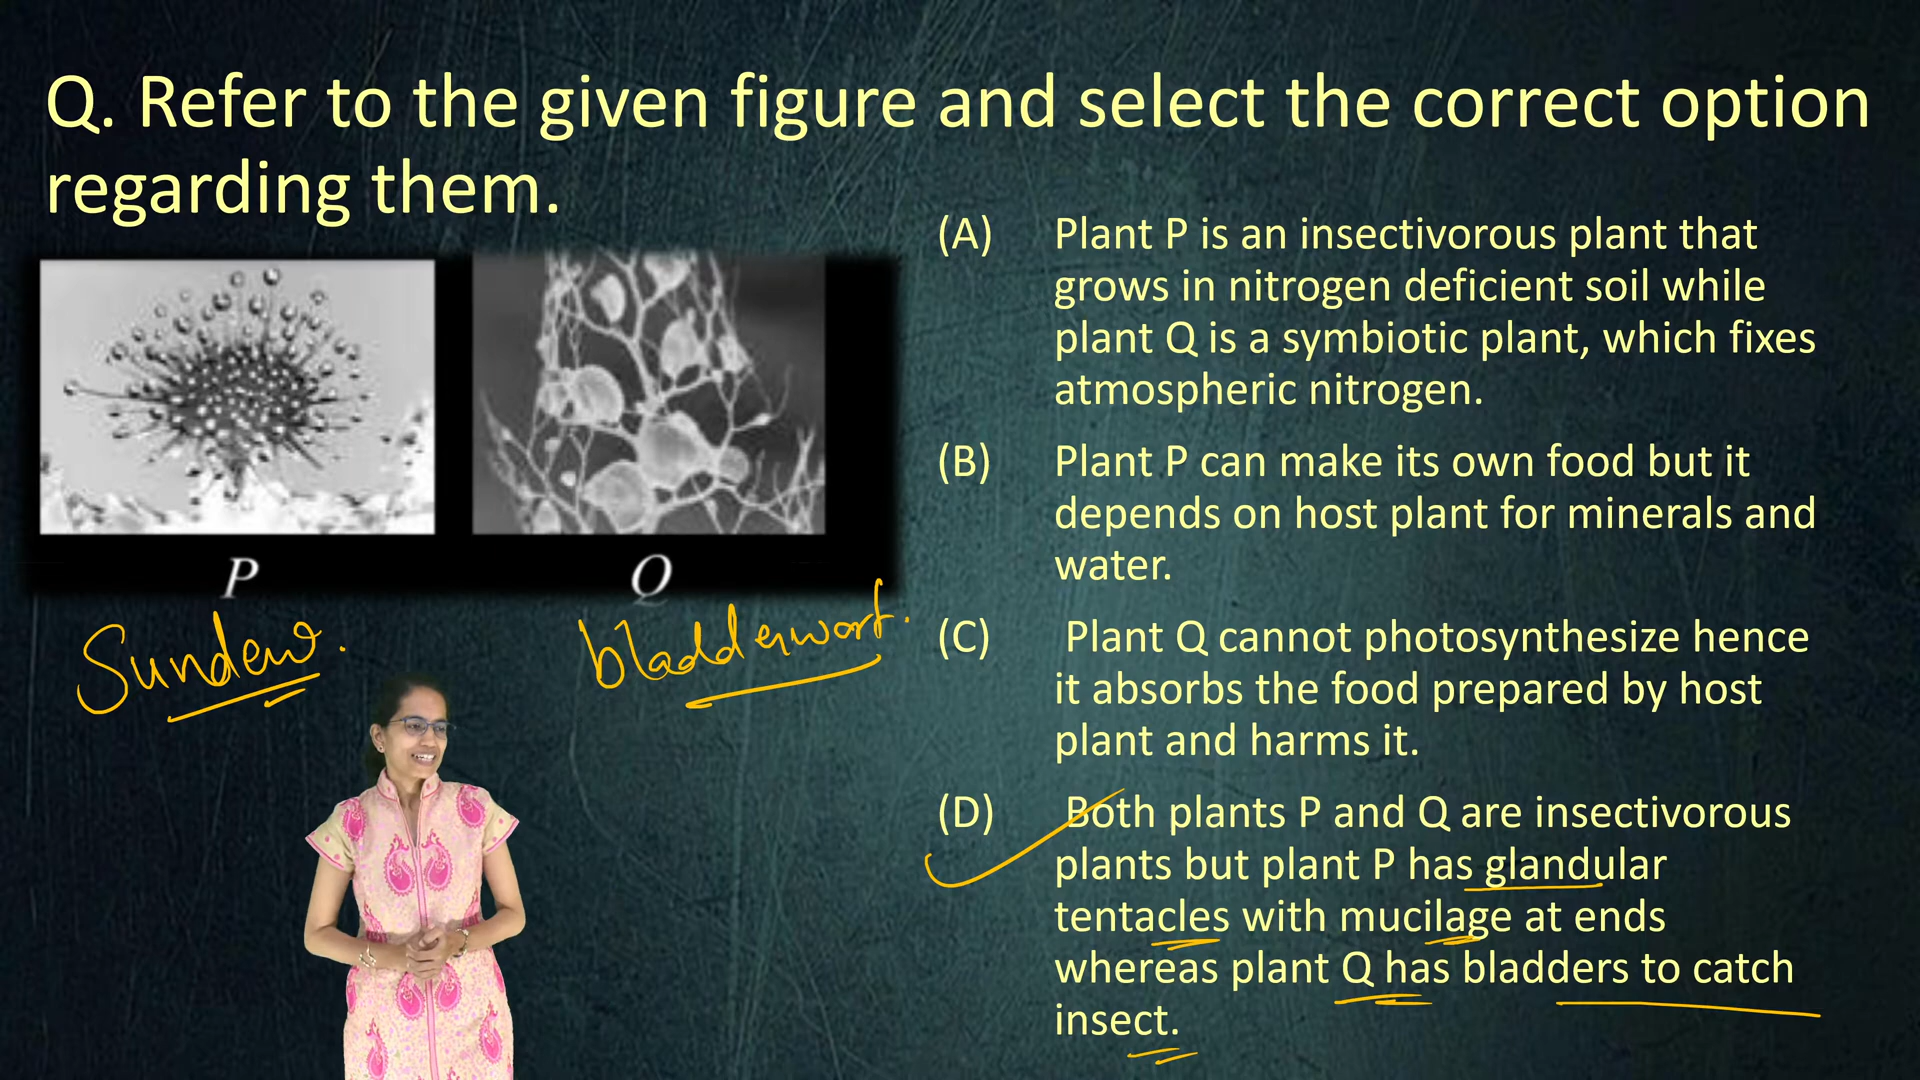 Q. Refer to the given figure and select the correct option
regarding them.
P
Q
Sundew.
bladderwort.
(A) Plant P is an insectivorous plant that
grows in nitrogen deficient soil while
plant Q is a symbiotic plant, which fixes
atmospheric nitrogen.
(B) Plant P can make its own food but it
depends on host plant for minerals and
water.
(C) Plant Q cannot photosynthesize hence
it absorbs the food prepared by host
plant and harms it.
(D) Both plants P and Q are insectivorous
plants but plant P has glandular
tentacles with mucilage at ends
whereas plant Q has bladders to catch
insect.